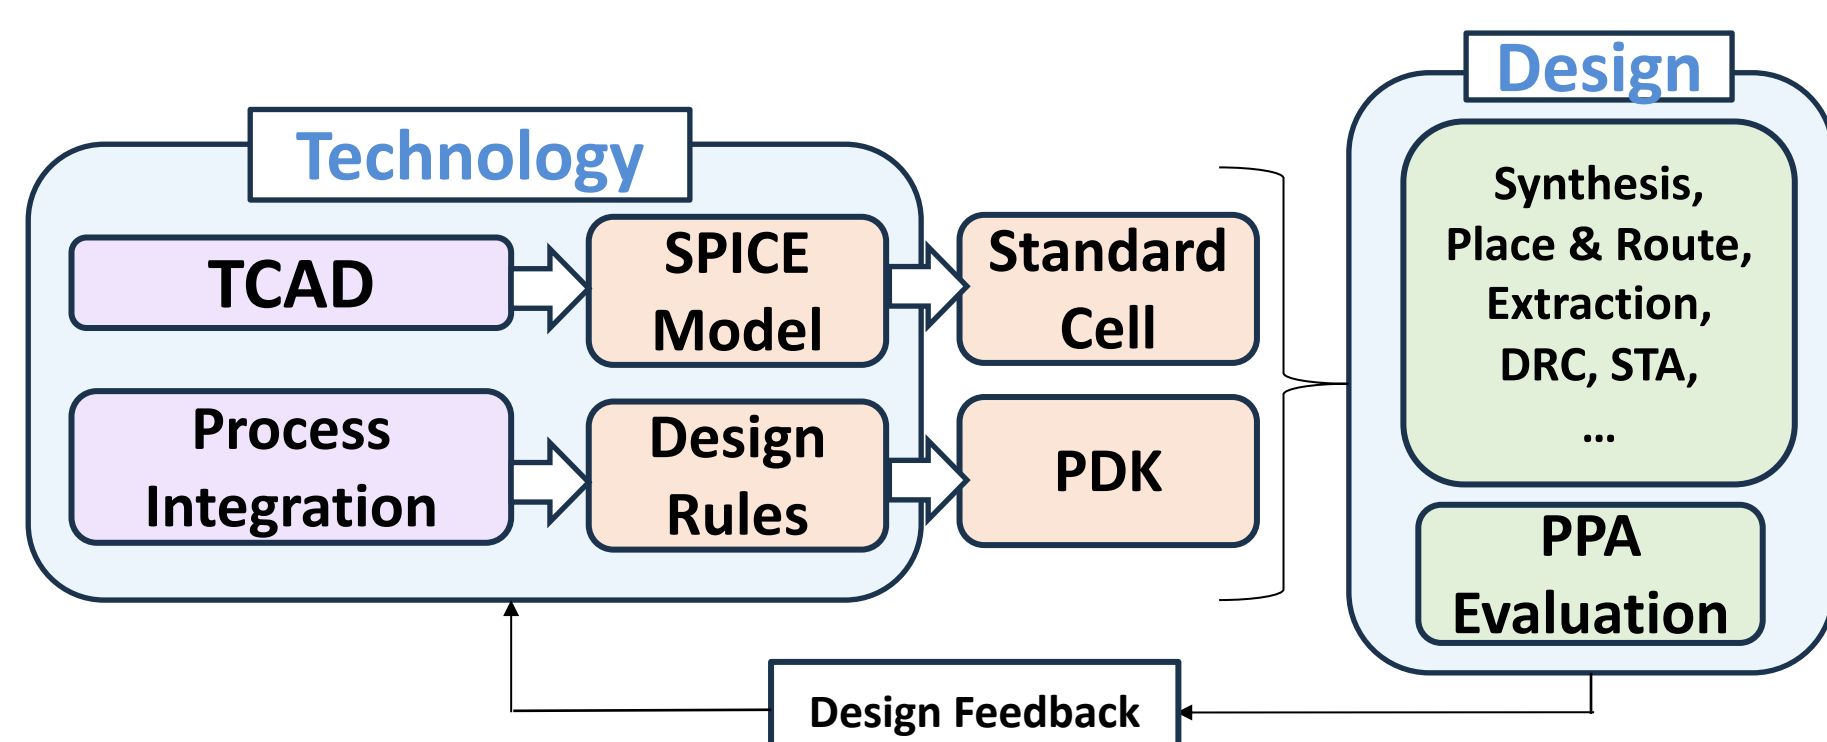 Technology
TCAD
SPICE
Model
Standard
Cell
Process
Integration
Design
Rules
PDK
Design
Synthesis,
Place & Route,
Extraction,
DRC, STA,
...
PPA
Evaluation
Design Feedback